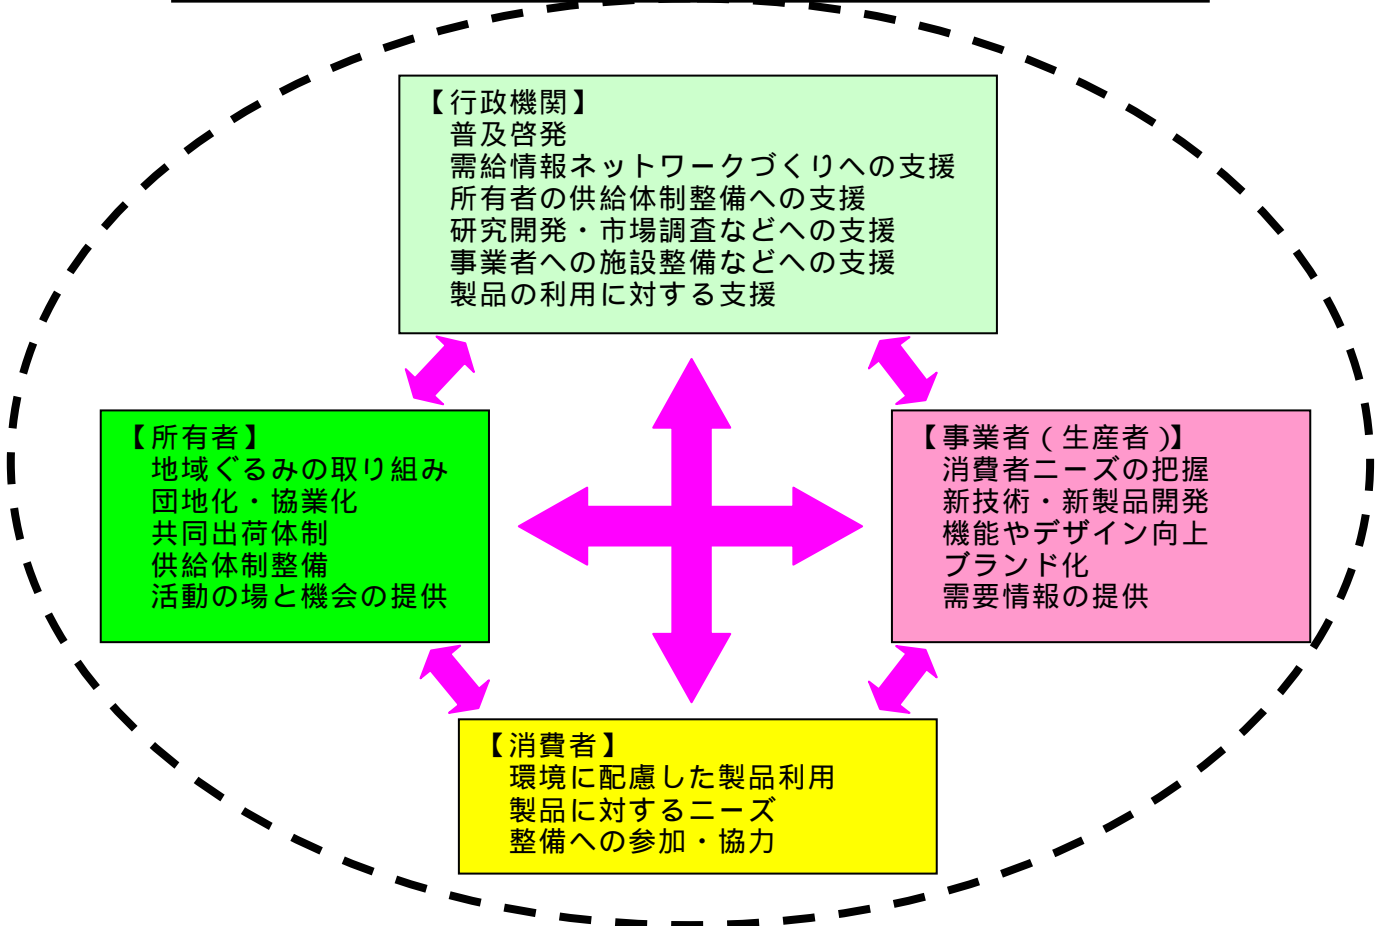 【行政機関】
普及啓発
需給情報ネットワークづくりへの支援
所有者の供給体制整備への支援
研究開発・市場調査などへの支援
事業者への施設整備などへの支援
製品の利用に対する支援
【所有者】
地域ぐるみの取り組み
団地化・協業化
共同出荷体制
供給体制整備
活動の場と機会の提供
【事業者(生産者)】
消費者ニーズの把握
新技術・新製品開発
機能やデザイン向上
ブランド化
需要情報の提供
【消費者】
環境に配慮した製品利用
製品に対するニーズ
整備への参加・協力